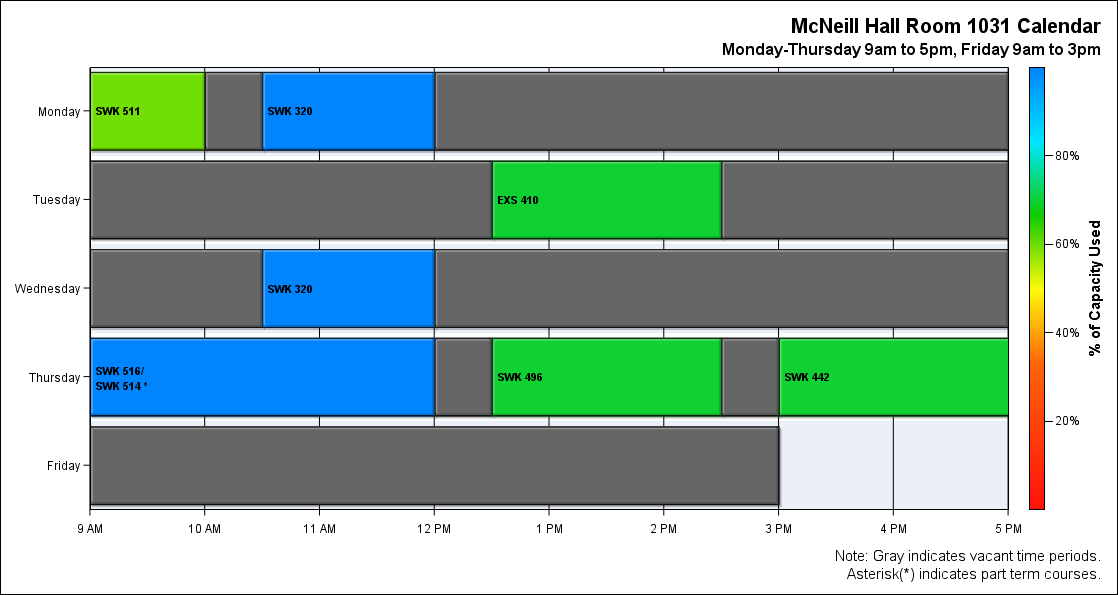 McNeill Hall Room 1031 Calendar
Monday-Thursday 9am to 5pm, Friday 9am to 3pm
Monday
SWK 511
SWK 320
Tuesday
EXS 410
Wednesday
SWK 320
Thursday
SWK 516/
SWK 514 *
SWK 496
SWK 442
Friday
9 AM
10 AM
11 AM
12 PM
1 PM
2 PM
3 PM
4 PM
5 PM
80%
60%
40%
20%
% of Capacity Used
Note: Gray indicates vacant time periods.
Asterisk(*) indicates part term courses.